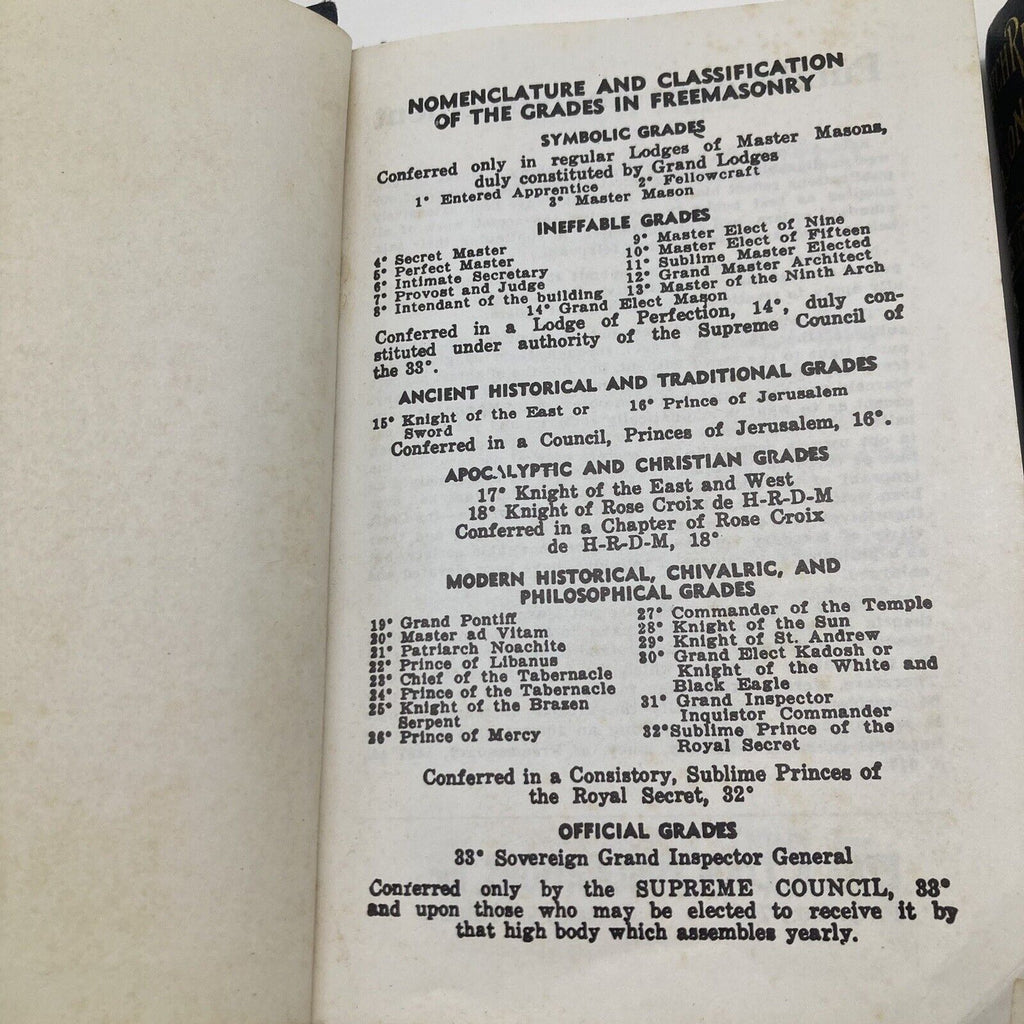 NOMENCLATURE AND CLASSIFICATION
OF THE GRADES IN FREEMASONRY
SYMBOLIC GRADES
Conferred only in regular Lodges of Master Masons,
duly constituted by Grand Lodges
1° Entered Apprentice 2° Fellowcraft
3° Master Mason
INEFFABLE GRADES
4° Secret Master
5° Perfect Master
6° Intimate Secretary
7° Provost and Judge
8° Intendant of the building
9° Master Elect of Nine
10° Master Elect of Fifteen
11° Sublime Master Elected
12° Grand Master Architect
13° Master of the Ninth Arch
14° Grand Elect Mason
Conferred in a Lodge of Perfection, 14°, duly con-
stituted under authority of the Supreme Council of
the 33°.
ANCIENT HISTORICAL AND TRADITIONAL GRADES
15° Knight of the East or
Sword
16° Prince of Jerusalem
Conferred in a Council, Princes of Jerusalem, 16°.
APOCALYPTIC AND CHRISTIAN GRADES
17° Knight of the East and West
18° Knight of Rose Croix de H-R-D-M
Conferred in a Chapter of Rose Croix
de H-R-D-M, 18°
MODERN HISTORICAL, CHIVALRIC, AND
PHILOSOPHICAL GRADES
19° Grand Pontiff
20° Master ad Vitam
21° Patriarch Noachite
22° Prince of Libanus
23° Chief of the Tabernacle
24° Prince of the Tabernacle
25° Knight of the Brazen
Serpent
26° Prince of Mercy
27° Commander of the Temple
28° Knight of the Sun
29° Knight of St. Andrew
30° Grand Elect Kadosh or
Knight of the White and
Black Eagle
31° Grand Inspector
Inquistor Commander
32°Sublime Prince of the
Royal Secret
Conferred in a Consistory, Sublime Princes of
the Royal Secret, 32°
OFFICIAL GRADES
33° Sovereign Grand Inspector General
Conferred only by the SUPREME COUNCIL, 33°
and upon those who may be elected to receive it by
that high body which assembles yearly.